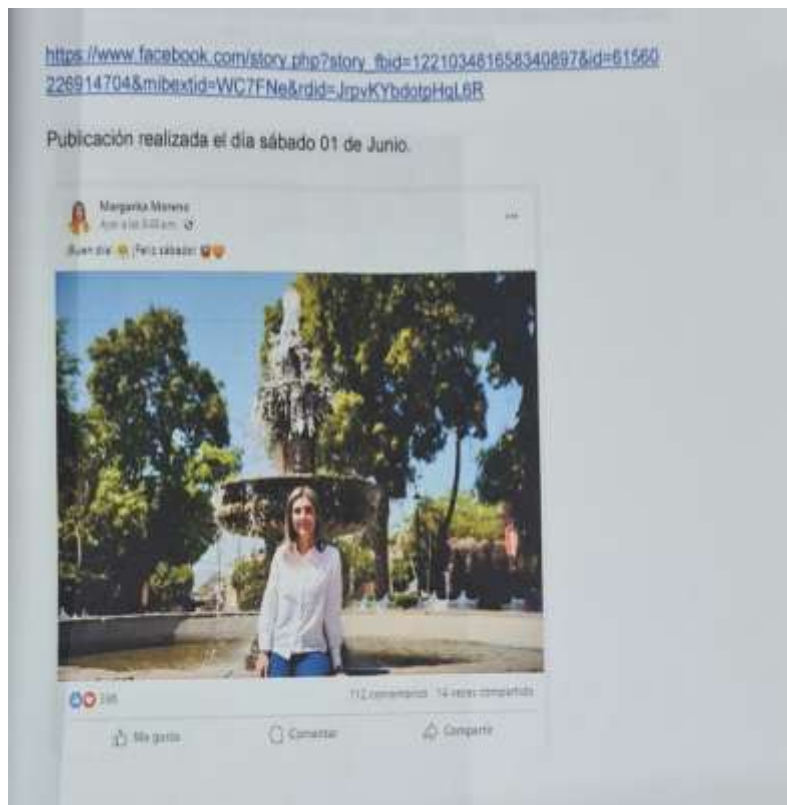 https://www.facebook.com/story.php?story_fbid=122103481658340897&id=61560
226914704&mibextid=WC7FNe&rdid=JrpvKYbdotpHqL6R
Publicación realizada el día sábado 01 de Junio.
Margarita Moreno
Ayer a las
¡Buen día! ¡Feliz sábado!
112 comentarios 14 veces compartido
Me gusta Comentar Compartir